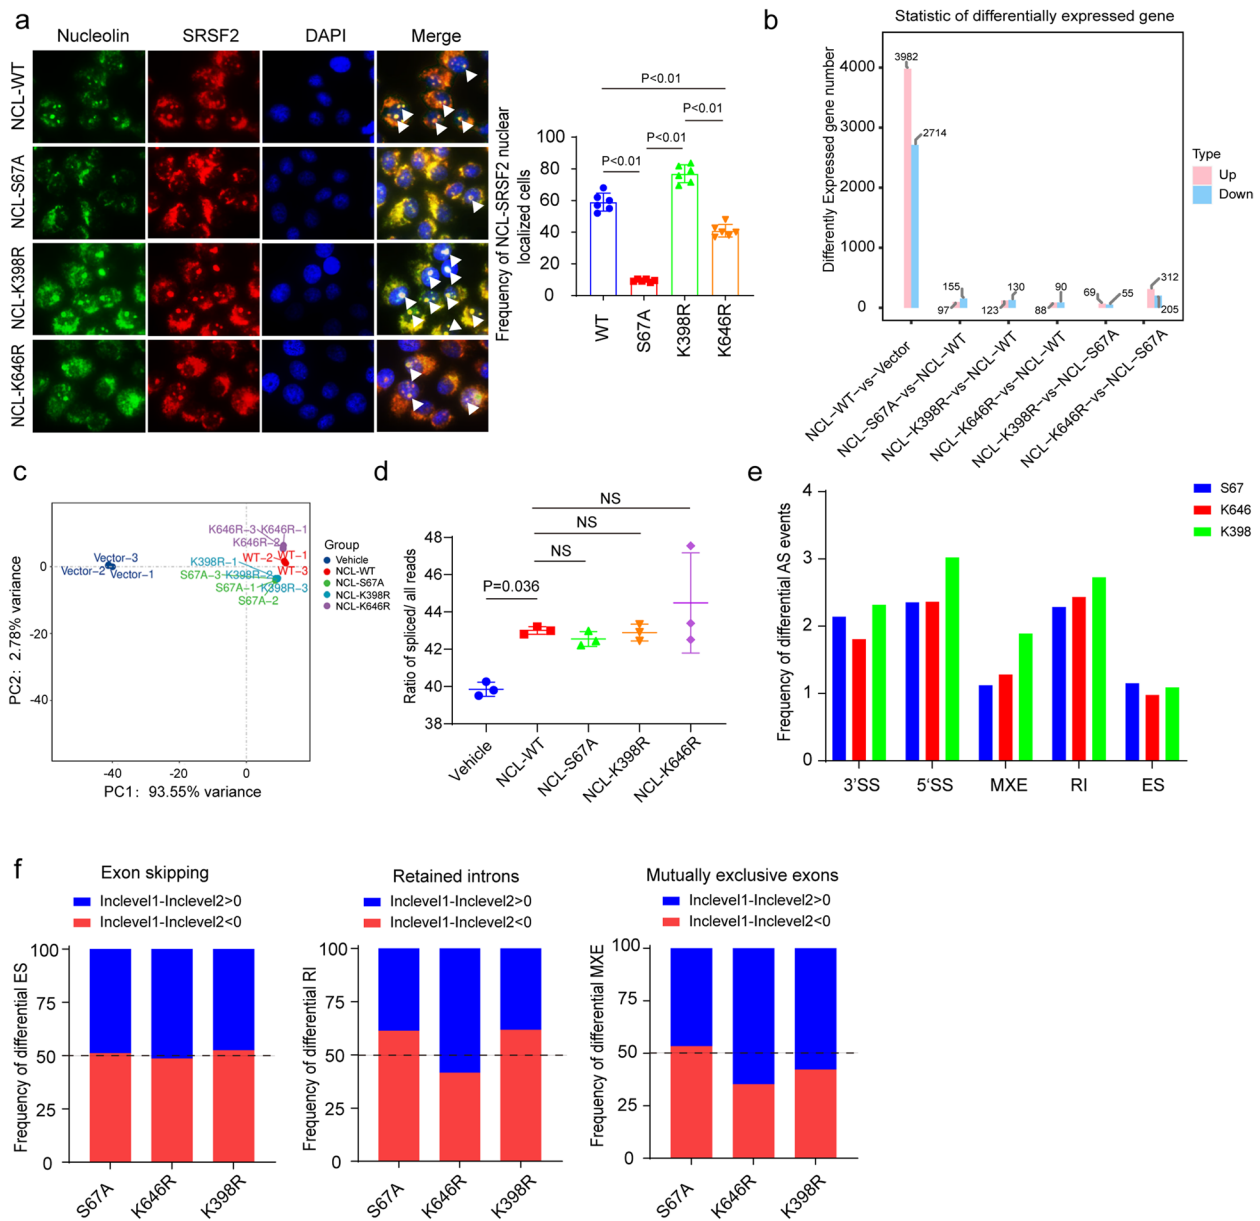 a
Nucleolin SRSF2 DAPI Merge
NCL-WT
NCL-S67A
NCL-K398R
NCL-K646R
Frequency of NCL-SRSF2 nuclear
localized cells
100
80
60
40
20
0
P<0.01
P<0.01
P<0.01 P<0.01
WT S67A K398R K646R
b
Statistic of differentially expressed gene
Differently Expressed gene number
4000
3000
2000
1000
0
3982
2714
155
97
130
123
90
88
69
55
312
205
Type
Up
Down
NCL-WT-vs-Vector
NCL-S67A-vs-NCL-WT
NCL-K398R-vs-NCL-WT
NCL-K646R-vs-NCL-WT
NCL-K398R-vs-NCL-S67A
NCL-K646R-vs-NCL-S67A
c
PC2: 2.78% variance
0
-20
-40
K646R-3 K646R-1
K646R-2
WT-2 WT-1
WT-3
K398R-1
S67A-3 K398R-2
S67A-1 K398R-3
S67A-2
Vector-3
Vector-2 Vector-1
-40 -20 0
PC1: 93.55% variance
Group
Vehicle
NCL-WT
NCL-S67A
NCL-K398R
NCL-K646R
d
Ratio of spliced/ all reads
48
46
44
42
40
38
NS
NS
NS
P=0.036
Vehicle
NCL-WT
NCL-S67A
NCL-K398R
NCL-K646R
e
Frequency of differential AS events
4
3
2
1
0
S67
K646
K398
3'SS 5'SS MXE RI ES
f
Exon skipping
Inclevel1-Inclevel2>0
Inclevel1-Inclevel2<0
Frequency of differential ES
100
75
50
25
0
S67A K646R K398R
Retained introns
Inclevel1-Inclevel2>0
Inclevel1-Inclevel2<0
Frequency of differential RI
100
75
50
25
0
S67A K646R K398R
Mutually exclusive exons
Inclevel1-Inclevel2>0
Inclevel1-Inclevel2<0
Frequency of differential MXE
100
75
50
25
0
S67A K646R K398R